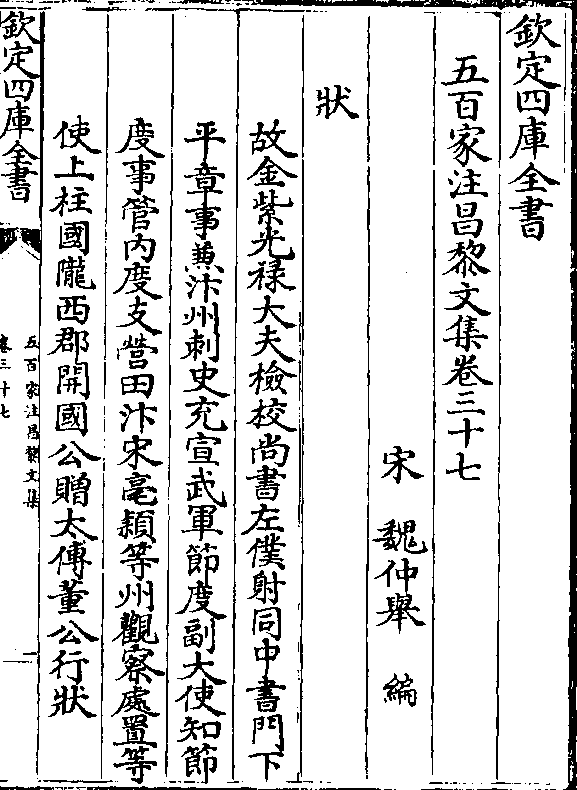 欽定四庫全書
五百家注昌黎文集卷三十七
宋 魏仲舉 編
狀
故金紫光禄大夫檢校尚書左僕射同中書門下
平章事兼汴州刺史充宣武軍節度副大使知節
度事管内度支營田汴宋亳潁等州觀察處置等
使上柱國隴西郡開國公贈太傅董公行狀
欽定四庫全書
五百家注昌黎文集
卷三十七
一